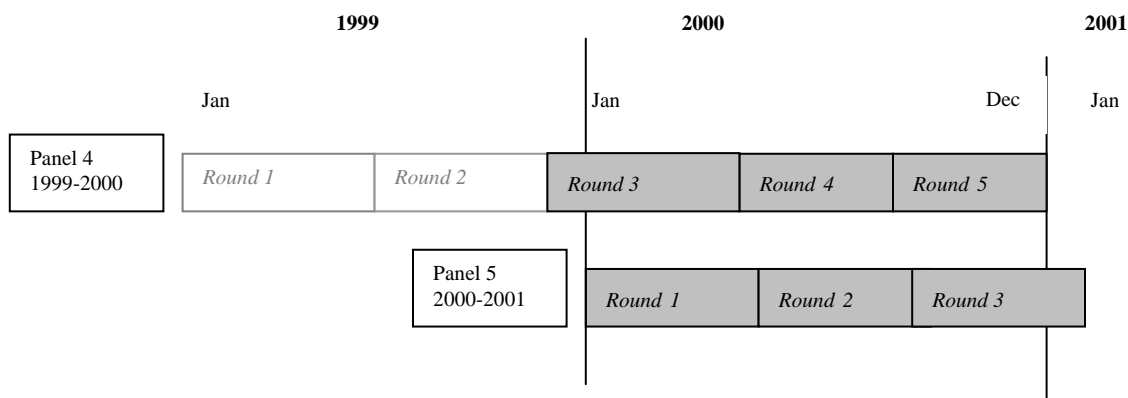 1999
2000
2001
Jan
Jan
Dec
Jan
Panel 4
1999-2000
Round 1
Round 2
Round 3
Round 4
Round 5
Panel 5
2000-2001
Round 1
Round 2
Round 3